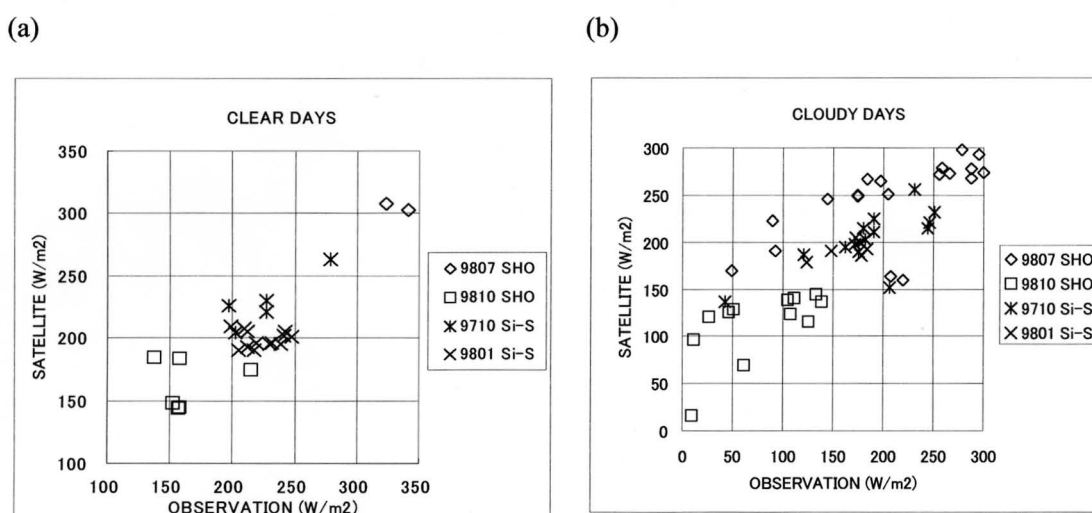 (a)
CLEAR DAYS
350
300
250
200
150
100
SATELLITE (W/m2)
100 150 200 250 300 350
OBSERVATION (W/m2)
9807 SHO
9810 SHO
9710 Si-S
9801 Si-S
(b)
CLOUDY DAYS
300
250
200
150
100
50
0
SATELLITE (W/m2)
0 50 100 150 200 250 300
OBSERVATION (W/m2)
9807 SHO
9810 SHO
9710 Si-S
9801 Si-S